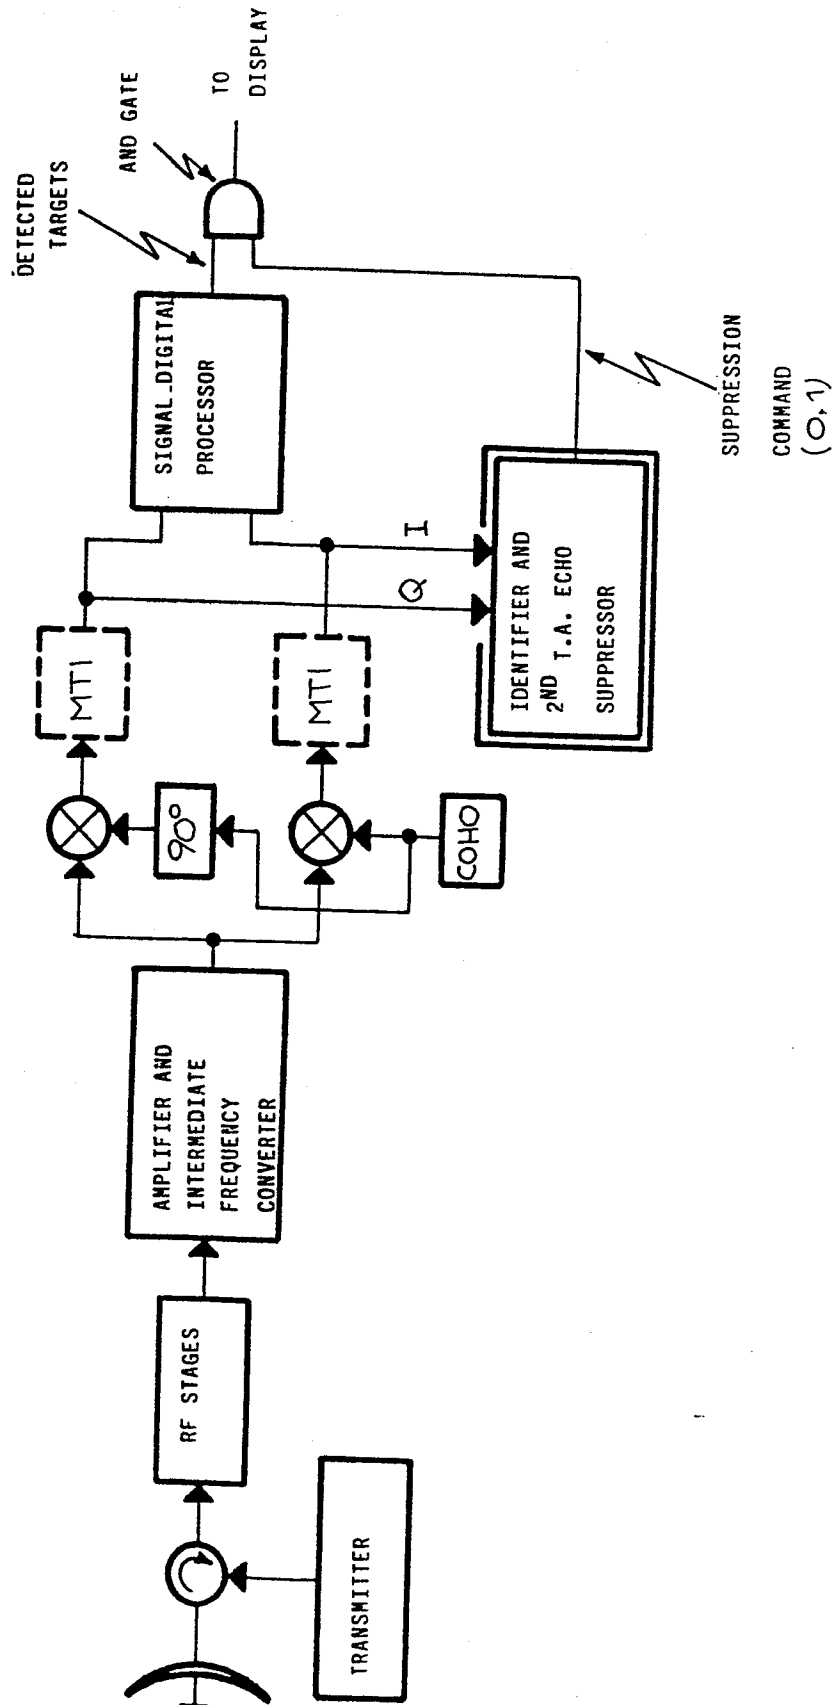 TRANSMITTER
RF STAGES
AMPLIFIER AND
INTERMEDIATE
FREQUENCY
CONVERTER
90°
COHO
MTI
MTI
Q
I
IDENTIFIER AND
2ND T.A. ECHO
SUPPRESSOR
SIGNAL DIGITAL
PROCESSOR
DETECTED
TARGETS
AND GATE
TO
DISPLAY
SUPPRESSION
COMMAND
(0,1)